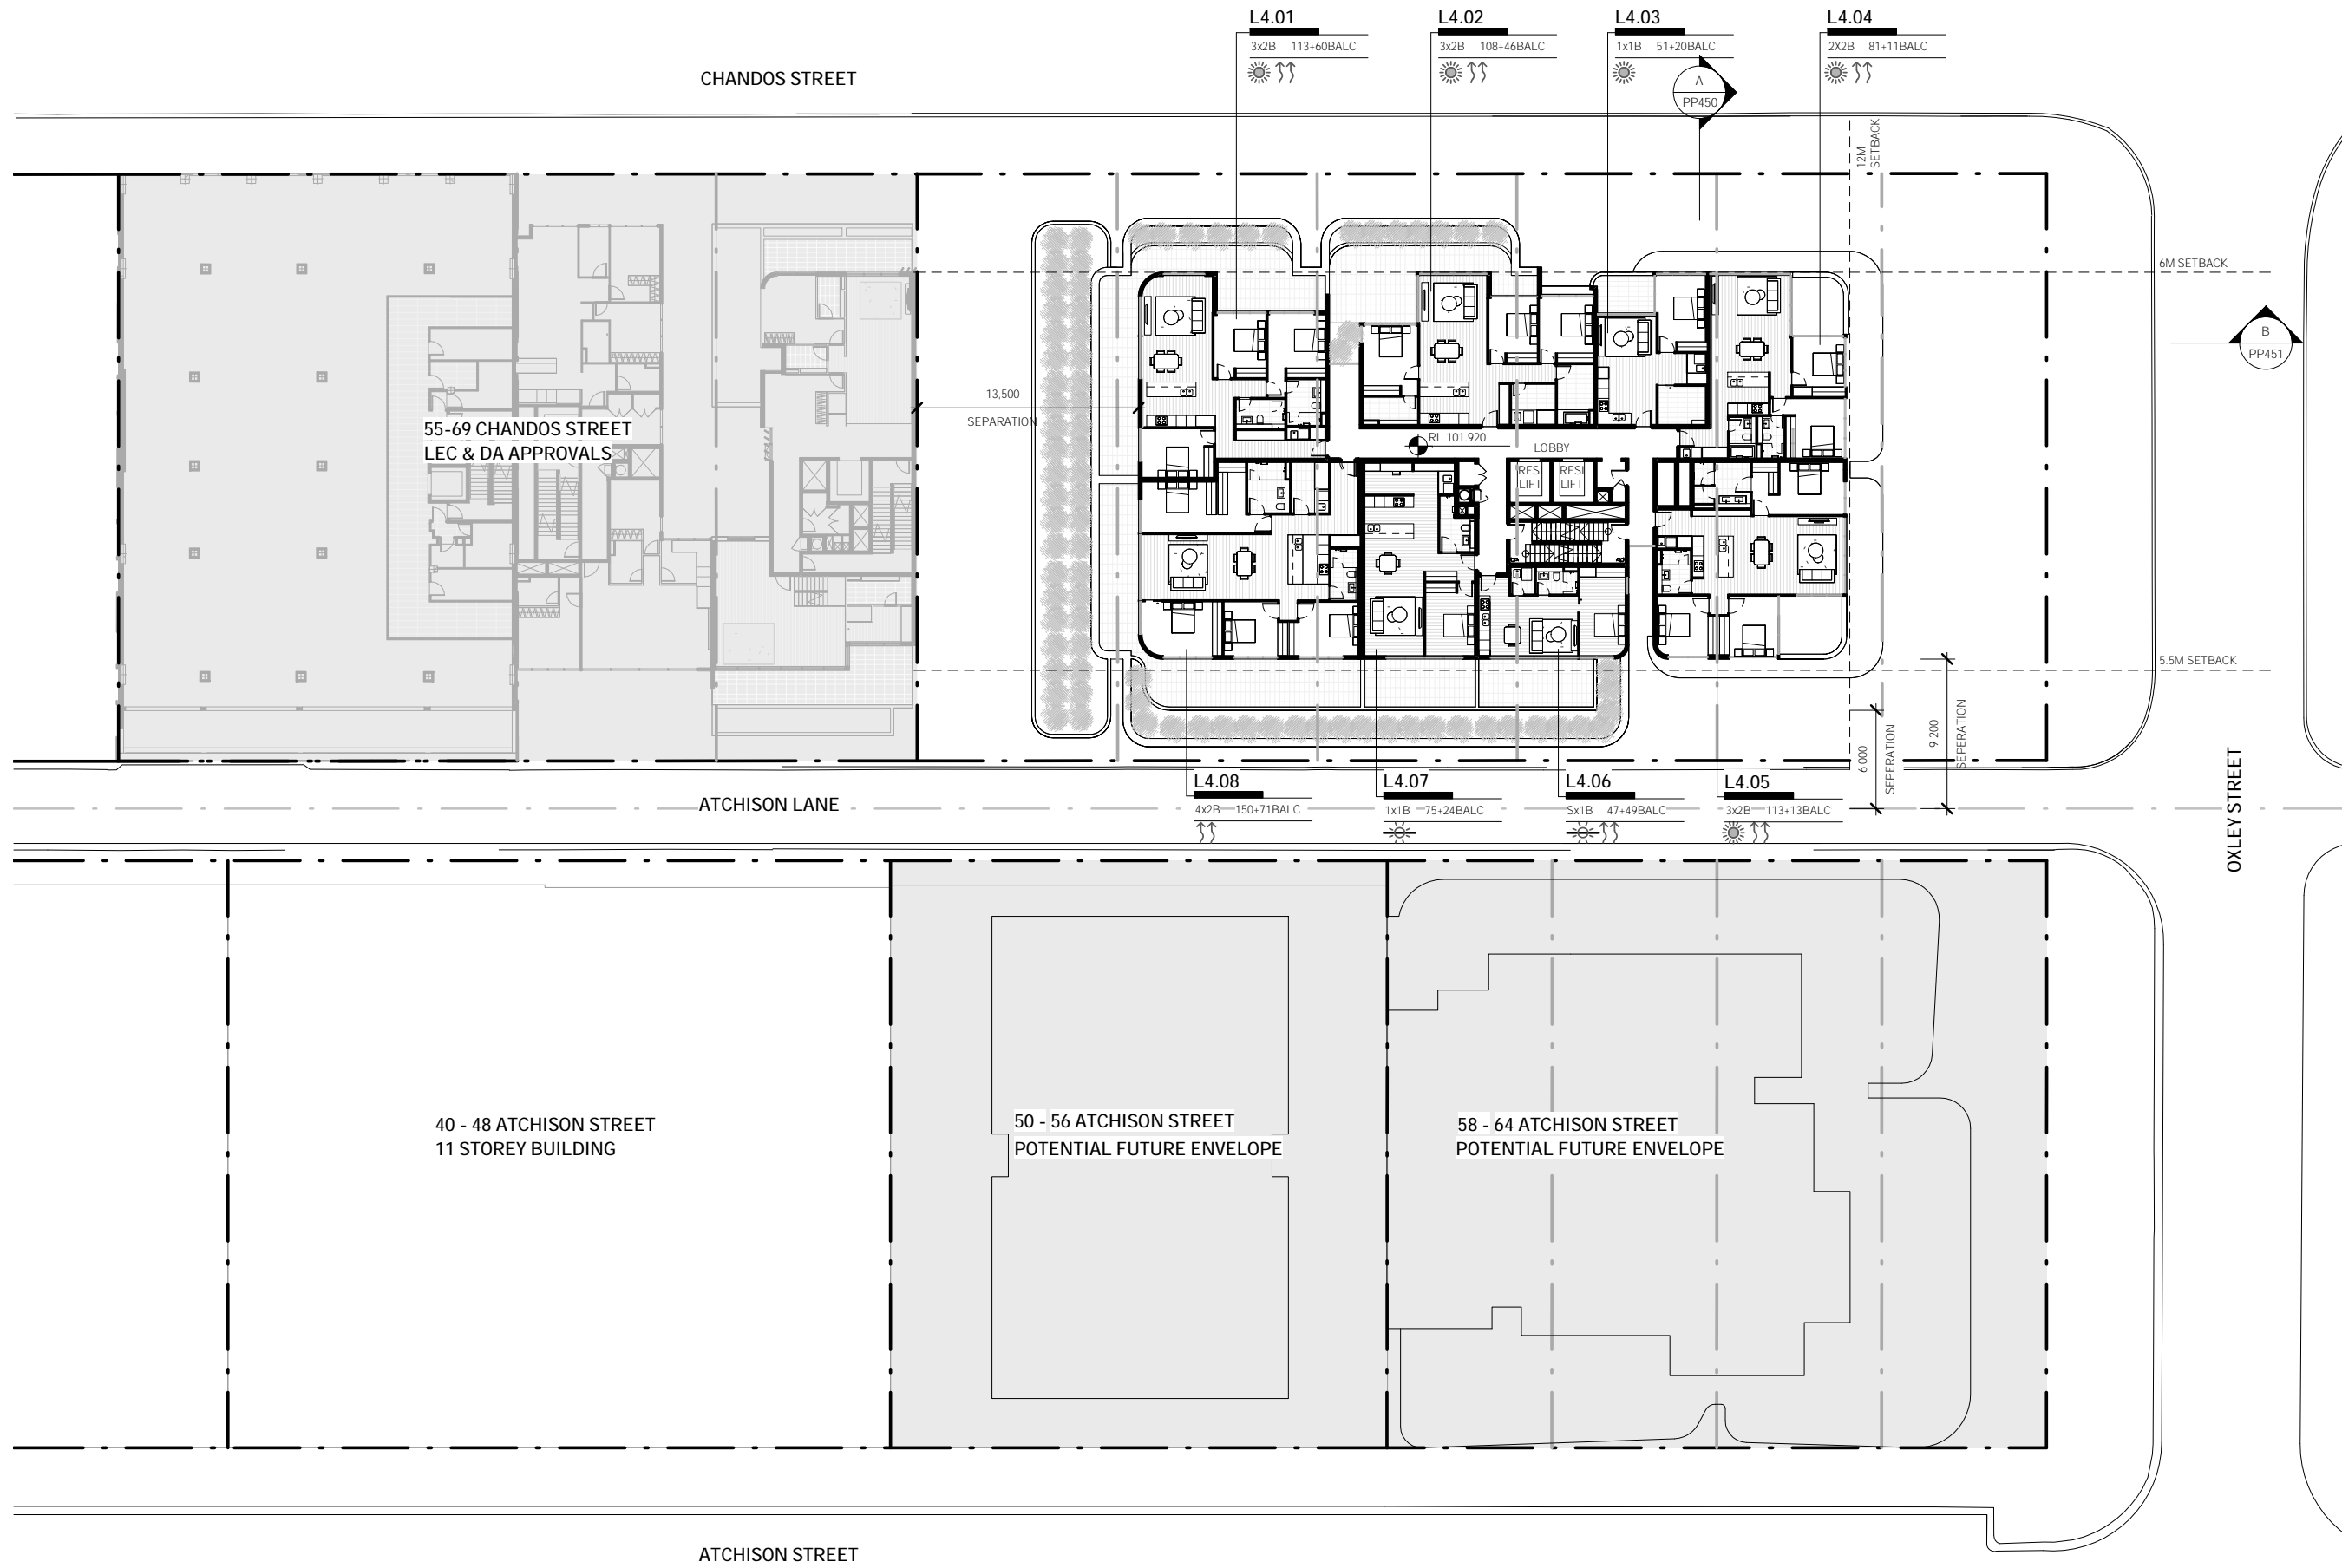 L4.01
3x2B 113+60BALC
L4.02
3x2B 108+46BALC
L4.03
1x1B 51+20BALC
L4.04
2X2B 81+11BALC
CHANDOS STREET
A
PP450
12M
SETBACK
6M SETBACK
B
PP451
13,500
SEPARATION
55-69 CHANDOS STREET
LEC & DA APPROVALS
RL 101.920
LOBBY
RESI
LIFT
RESI
LIFT
5.5M SETBACK
6 000
SEPERATION
9 200
SEPERATION
OXLEY STREET
ATCHISON LANE
L4.08
4x2B 150+71BALC
L4.07
1x1B 75+24BALC
L4.06
Sx1B 47+49BALC
L4.05
3x2B 113+13BALC
40 - 48 ATCHISON STREET
11 STOREY BUILDING
50 - 56 ATCHISON STREET
POTENTIAL FUTURE ENVELOPE
58 - 64 ATCHISON STREET
POTENTIAL FUTURE ENVELOPE
ATCHISON STREET